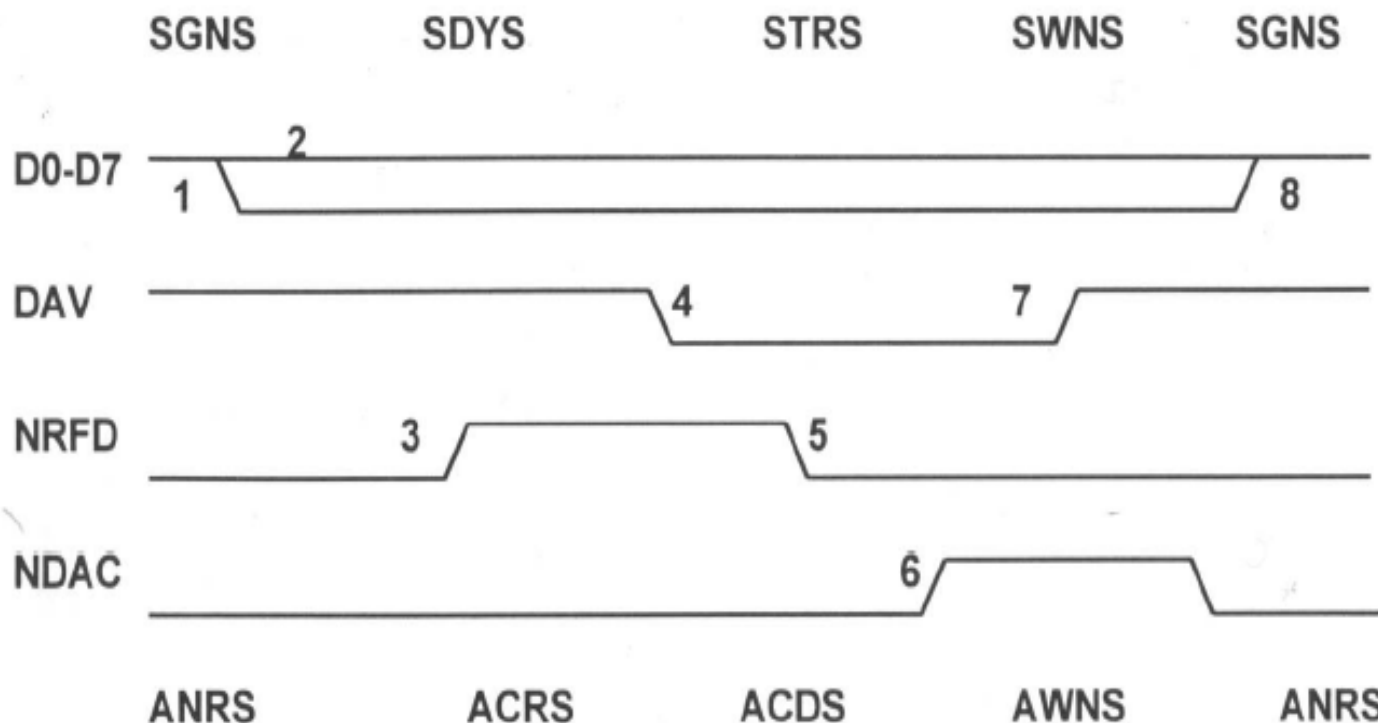 SGNS SDYS STRS SWNS SGNS
2
D0-D7
1 8
DAV 4 7
NRFD 3 5
NDAC 6
ANRS ACRS ACDS AWNS ANRS